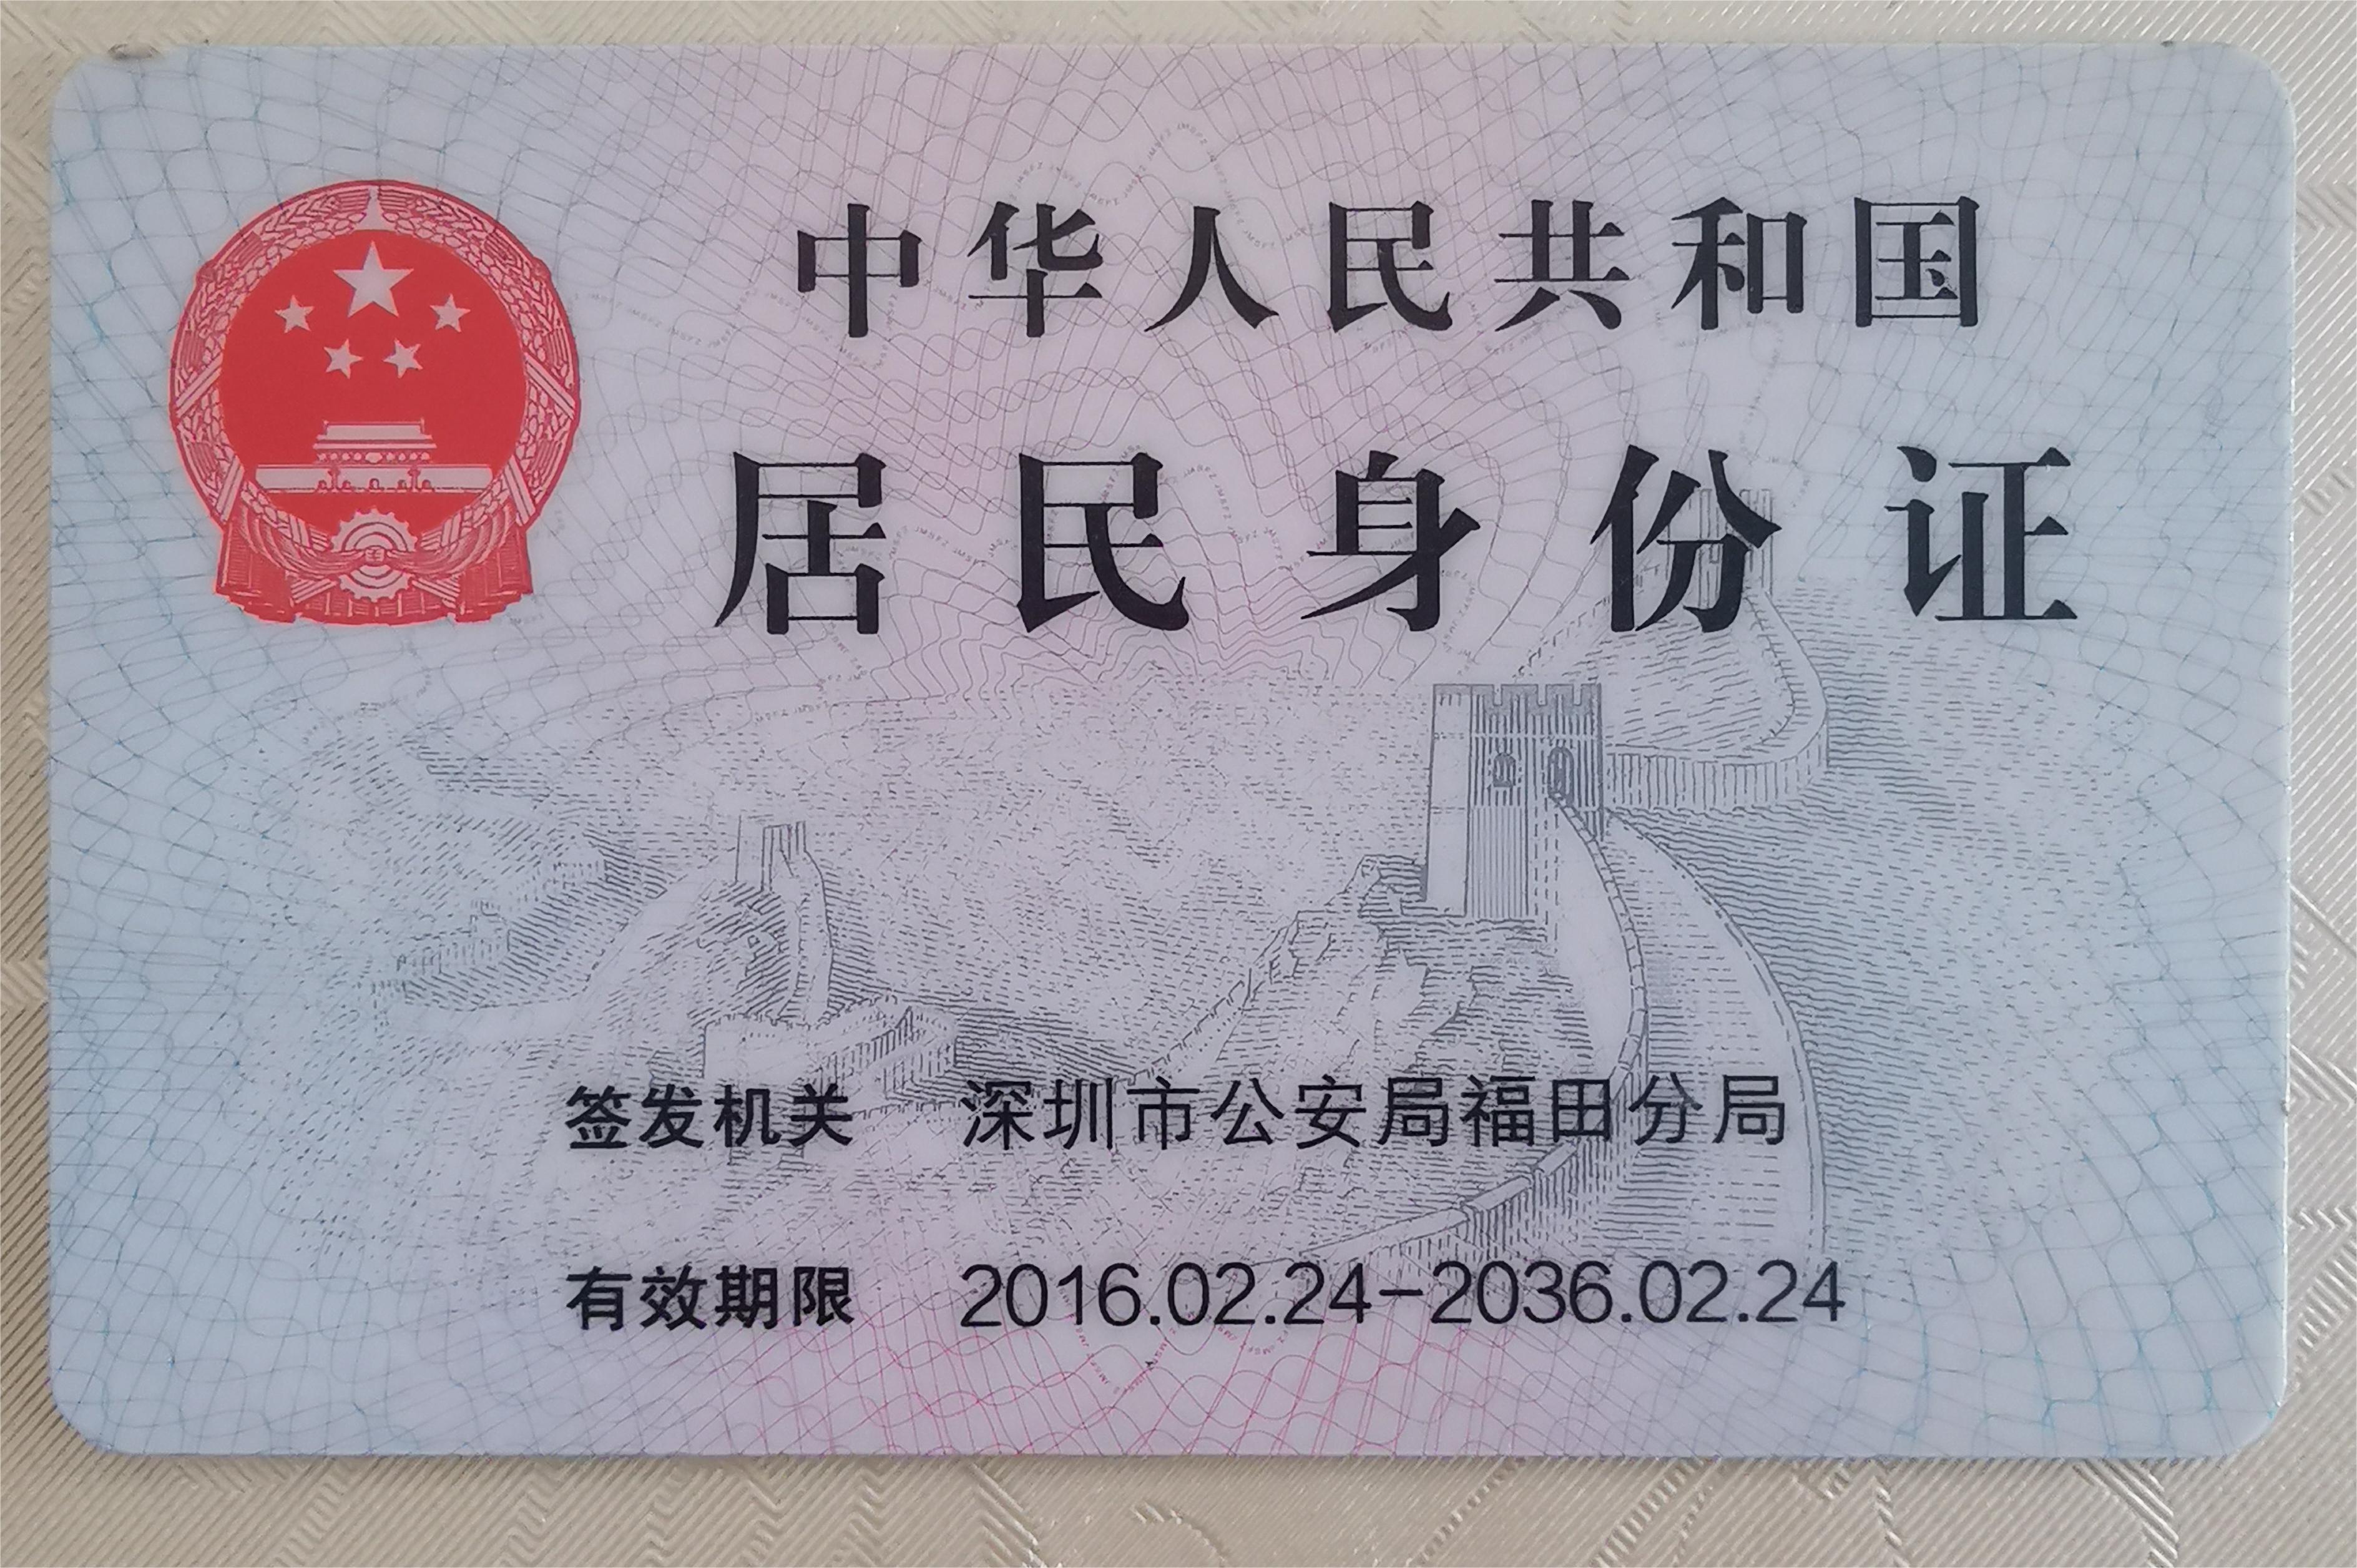 中华人民共和国
居民身份证
签发机关 深圳市公安局福田分局
有效期限 2016.02.24-2036.02.24